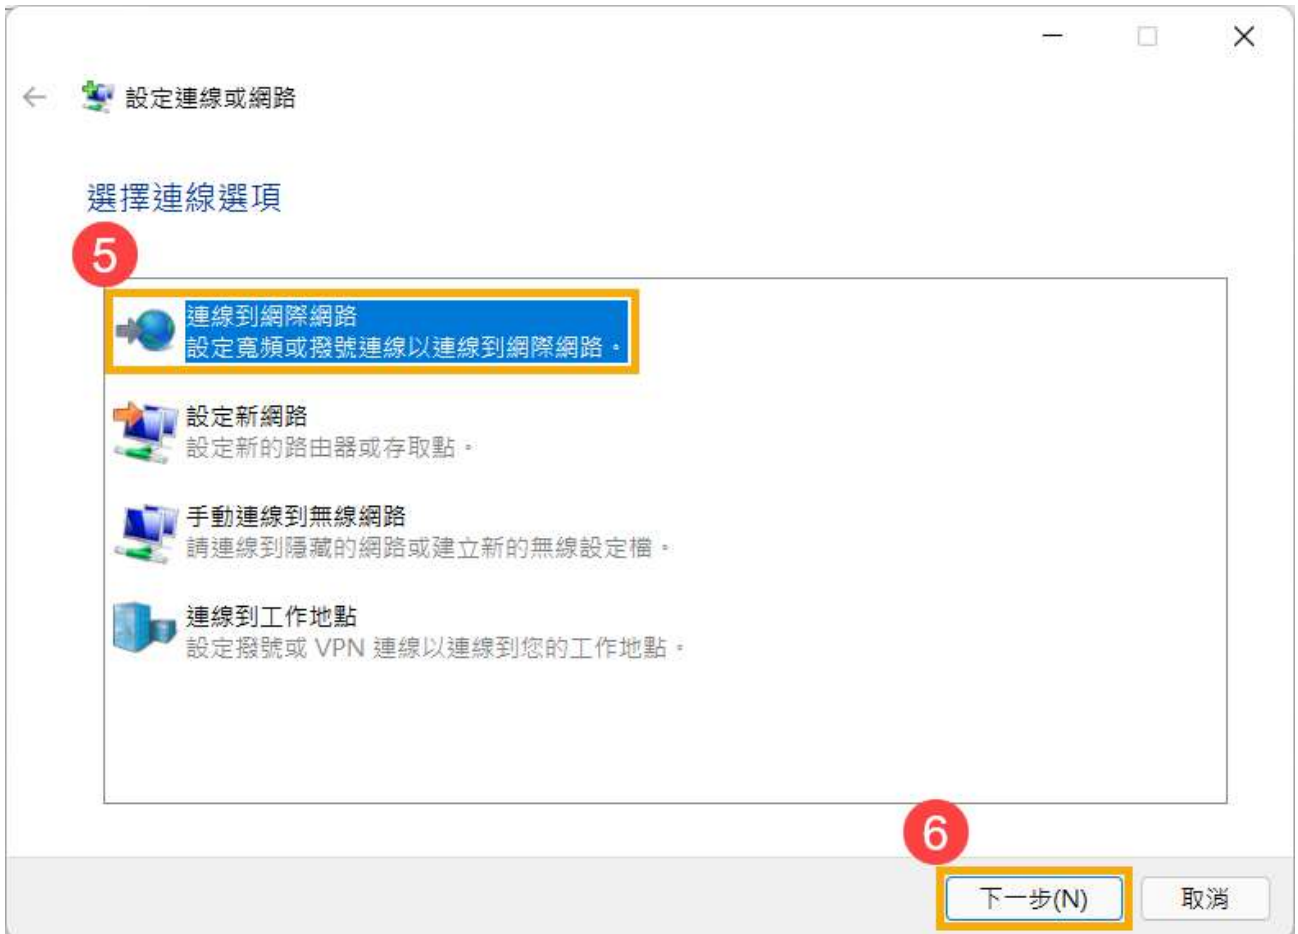 設定連線或網路
選擇連線選項
5
連線到網際網路
設定寬頻或撥號連線以連線到網際網路。
設定新網路
設定新的路由器或存取點。
手動連線到無線網路
請連線到隱藏的網路或建立新的無線設定檔。
連線到工作地點
設定撥號或 VPN 連線以連線到您的工作地點。
6
下一步(N)
取消